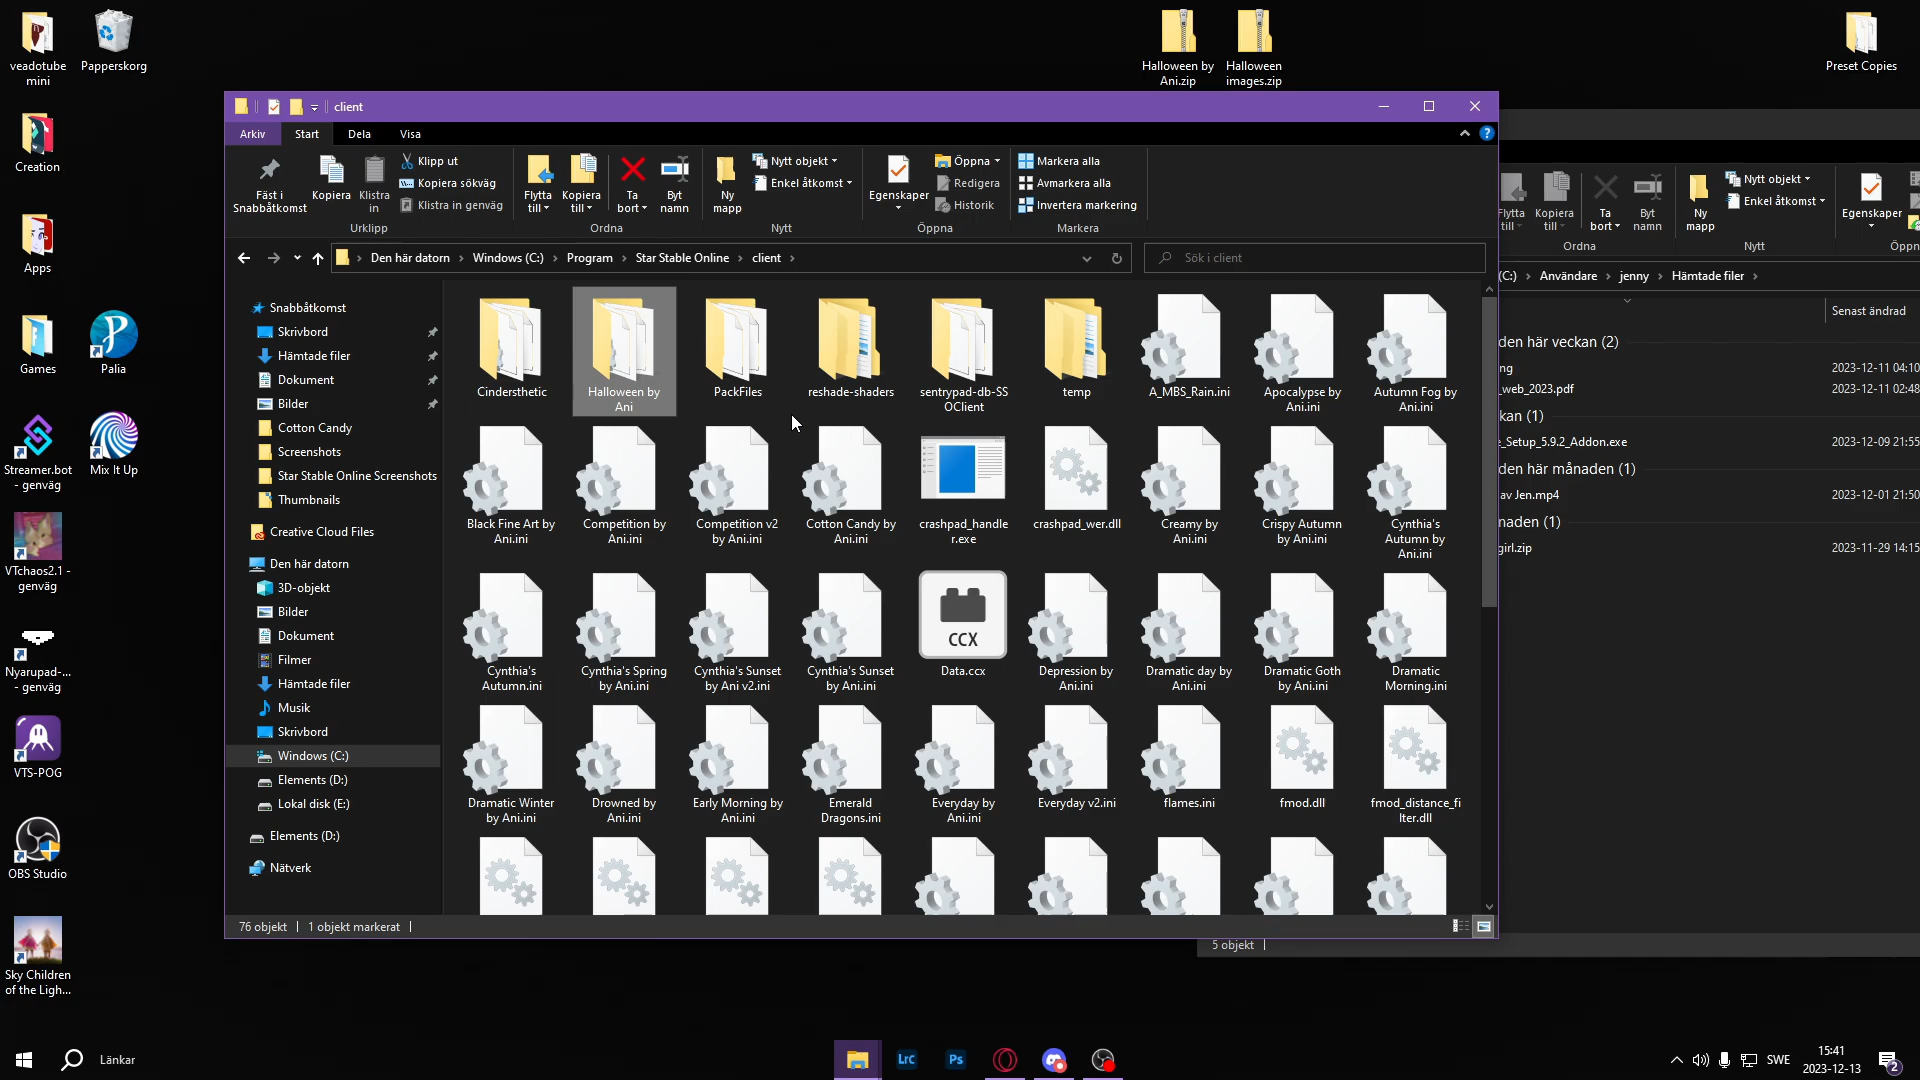 veadotube
mini
Papperskorg
Creation
Apps
Games
Palia
Streamer.bot
- genväg
Mix It Up
VTchaos2.1 -
genväg
Nyarupad-...
- genväg
VTS-POG
OBS Studio
Sky Children
of the Ligh...
Halloween by
Ani.zip
Halloween
images.zip
Preset Copies
client
Arkiv
Start
Dela
Visa
Fäst i
Snabbåtkomst
Kopiera
Klistra
in
Klipp ut
Kopiera sökväg
Klistra in genväg
Urklipp
Flytta
till
Kopiera
till
Ta
bort
Byt
namn
Ordna
Ny
mapp
Nytt objekt
Enkel åtkomst
Nytt
Egenskaper
Öppna
Redigera
Historik
Öppna
Markera alla
Avmarkera alla
Invertera markering
Markera
Den här datorn > Windows (C:) > Program > Star Stable Online > client >
Sök i client
Snabbåtkomst
Skrivbord
Hämtade filer
Dokument
Bilder
Cotton Candy
Screenshots
Star Stable Online Screenshots
Thumbnails
Creative Cloud Files
Den här datorn
3D-objekt
Bilder
Dokument
Filmer
Hämtade filer
Musik
Skrivbord
Windows (C:)
Elements (D:)
Lokal disk (E:)
Elements (D:)
Nätverk
Cindersthetic
Halloween by
Ani
PackFiles
reshade-shaders
sentrypad-db-SS
OClient
temp
A_MBS_Rain.ini
Apocalypse by
Ani.ini
Autumn Fog by
Ani.ini
Black Fine Art by
Ani.ini
Competition by
Ani.ini
Competition v2
by Ani.ini
Cotton Candy by
Ani.ini
crashpad_handle
r.exe
crashpad_wer.dll
Creamy by
Ani.ini
Crispy Autumn
by Ani.ini
Cynthia's
Autumn by
Ani.ini
Cynthia's
Autumn.ini
Cynthia's Spring
by Ani.ini
Cynthia's Sunset
by Ani v2.ini
Cynthia's Sunset
by Ani.ini
CCX
Data.ccx
Depression by
Ani.ini
Dramatic day by
Ani.ini
Dramatic Goth
by Ani.ini
Dramatic
Morning.ini
Dramatic Winter
by Ani.ini
Drowned by
Ani.ini
Early Morning by
Ani.ini
Emerald
Dragons.ini
Everyday by
Ani.ini
Everyday v2.ini
flames.ini
fmod.dll
fmod_distance_fi
lter.dll
76 objekt
1 objekt markerat
Flytta
till
Kopiera
till
Ta
bort
Byt
namn
Ordna
Ny
mapp
Nytt objekt
Enkel åtkomst
Nytt
Egenskaper
Öppn
(C:) > Användare > jenny > Hämtade filer >
Senast ändrad
den här veckan (2)
ng
2023-12-11 04:10
_web_2023.pdf
2023-12-11 02:48
kan (1)
e_Setup_5.9.2_Addon.exe
2023-12-09 21:55
den här månaden (1)
av Jen.mp4
2023-12-01 21:50
naden (1)
girl.zip
2023-11-29 14:15
5 objekt
Länkar
LrC
Ps
SWE
15:41
2023-12-13
2